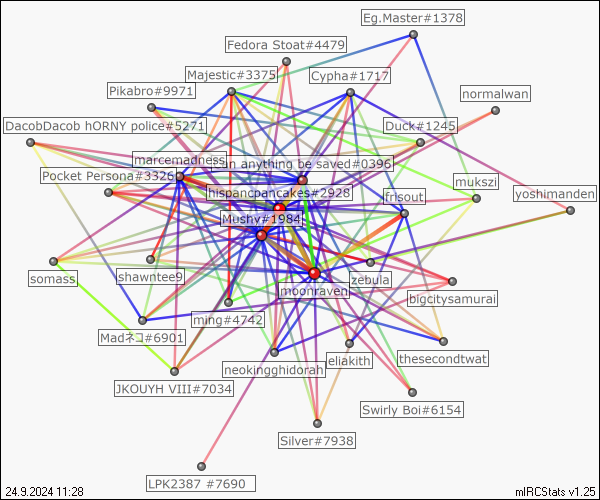 Eg.Master#1378
Fedora Stoat#4479
Majestic#3375
Cypha#1717
Pikabro#9971
normalwan
DacobDacob hORNY police#5271
Duck#1245
marcemadness
an anything be saved#0396
Pocket Persona#3326
mukszi
hispancpancakes#2928
frisout
yoshimanden
Mushy#1984
somass
shawntee9
zebula
moonraven
bigcitysamurai
ming#4742
Madネコ#6901
thesecondtwat
eliakith
neokingghidorah
JKOUYH VIII#7034
Swirly Boi#6154
Silver#7938
LPK2387 #7690
24.9.2024 11:28
mIRCStats v1.25